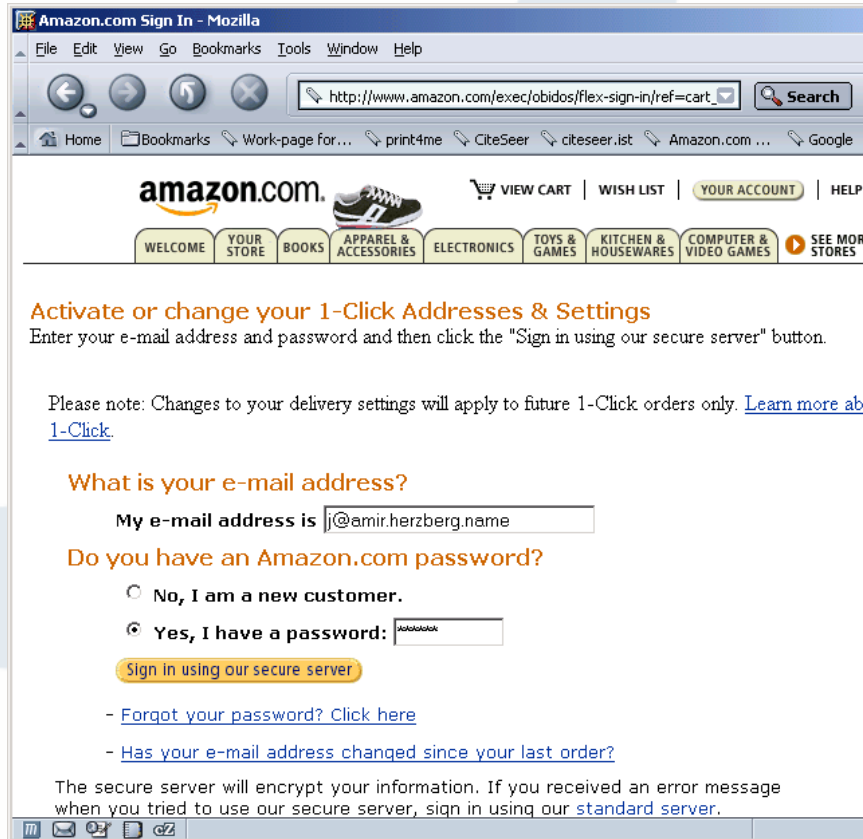 Amazon.com Sign In - Mozilla
File Edit View Go Bookmarks Tools Window Help
http://www.amazon.com/exec/obidos/flex-sign-in/ref=cart_ Search
Home Bookmarks Work-page for... print4me CiteSeer citeseer.ist Amazon.com ... Google
amazon.com. VIEW CART | WISH LIST | YOUR ACCOUNT | HELP
WELCOME YOUR STORE BOOKS APPAREL & ACCESSORIES ELECTRONICS TOYS & GAMES KITCHEN & HOUSEWARES COMPUTER & VIDEO GAMES SEE MOR STORES
Activate or change your 1-Click Addresses & Settings
Enter your e-mail address and password and then click the "Sign in using our secure server" button.
Please note: Changes to your delivery settings will apply to future 1-Click orders only. Learn more ab
1-Click.
What is your e-mail address?
My e-mail address is j@amir.herzberg.name
Do you have an Amazon.com password?
No, I am a new customer.
Yes, I have a password: *******
Sign in using our secure server
- Forgot your password? Click here
- Has your e-mail address changed since your last order?
The secure server will encrypt your information. If you received an error message
when you tried to use our secure server, sign in using our standard server.